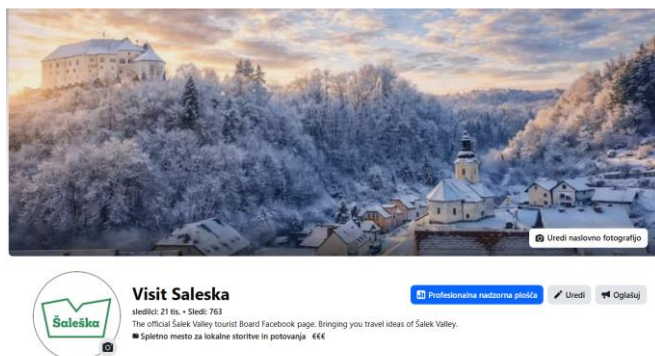 Uredi naslovno fotografijo
Šaleška
Visit Saleska
sledilci: 21 tis. • Sledi: 763
Profesionalna nadzorna plošča
Uredi
Oglašuj
The official Šalek Valley tourist Board Facebook page. Bringing you travel ideas of Šalek Valley.
Spletno mesto za lokalne storitve in potovanja €€€